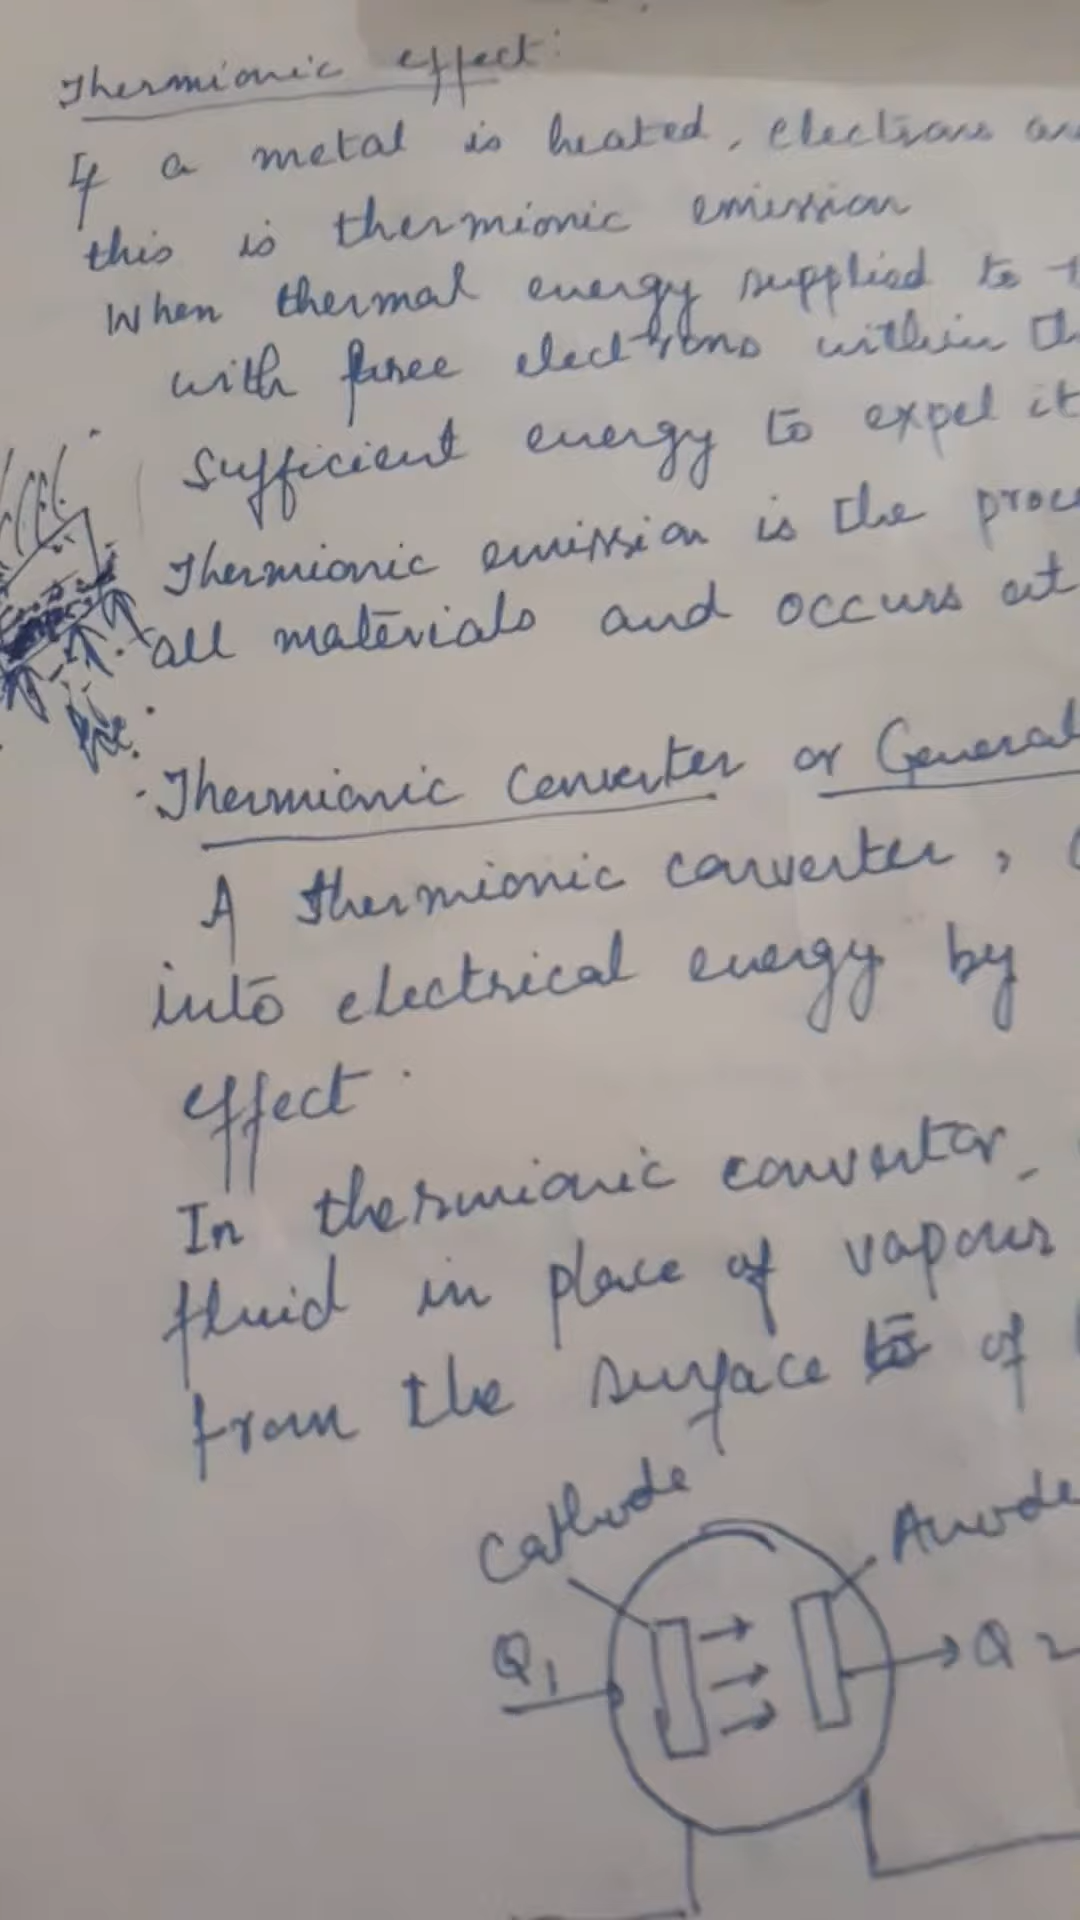 Thermionic effect:
If a metal is heated, electrons
this is thermionic emission
When thermal energy supplied to
with free electrons within
Sufficient energy to expel it
Thermionic emission is the
all materials and occurs at
Thermionic Converter or
A thermionic converter,
into electrical energy by
effect.
In thermionic convertor,
fluid in place of vapour
from the surface of
Cathode
Anode
Q1
Q2